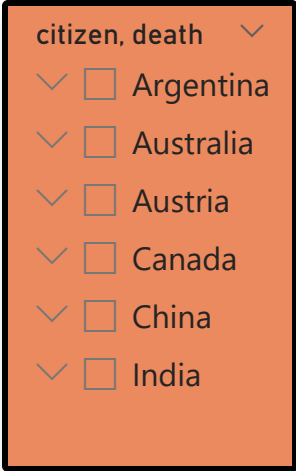 citizen, death
Argentina
Australia
Austria
Canada
China
India